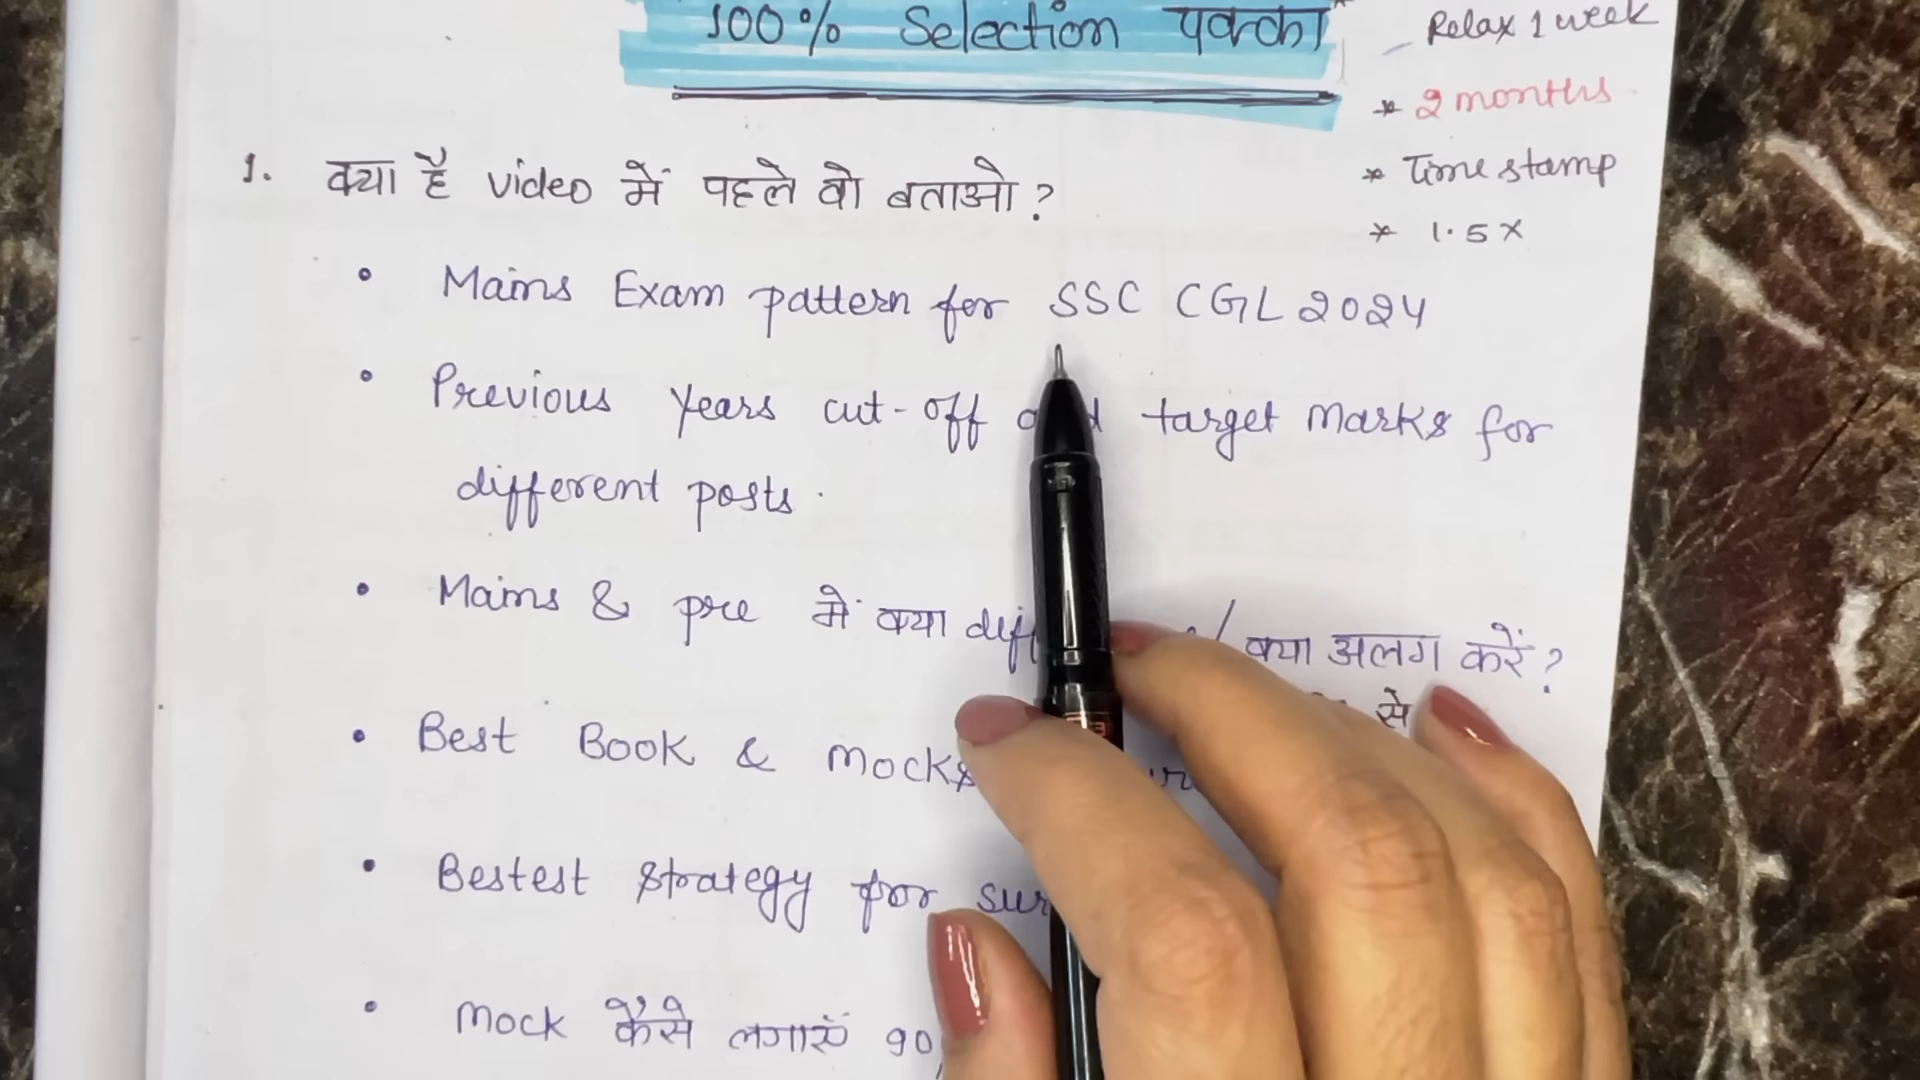 100% Selection पक्का
Relax 1 week
* 2 months
* Time stamp
* 1.5x
1. क्या है video में पहले वो बताओ?
• Mains Exam pattern for SSC CGL 2024
• Previous Years cut-off target Marks for
different posts.
• Mains & pre में क्या / क्या अलग करें?
से
• Best Book & Mocks
• Bestest strategy for
• Mock कैसे लगाएँ 90